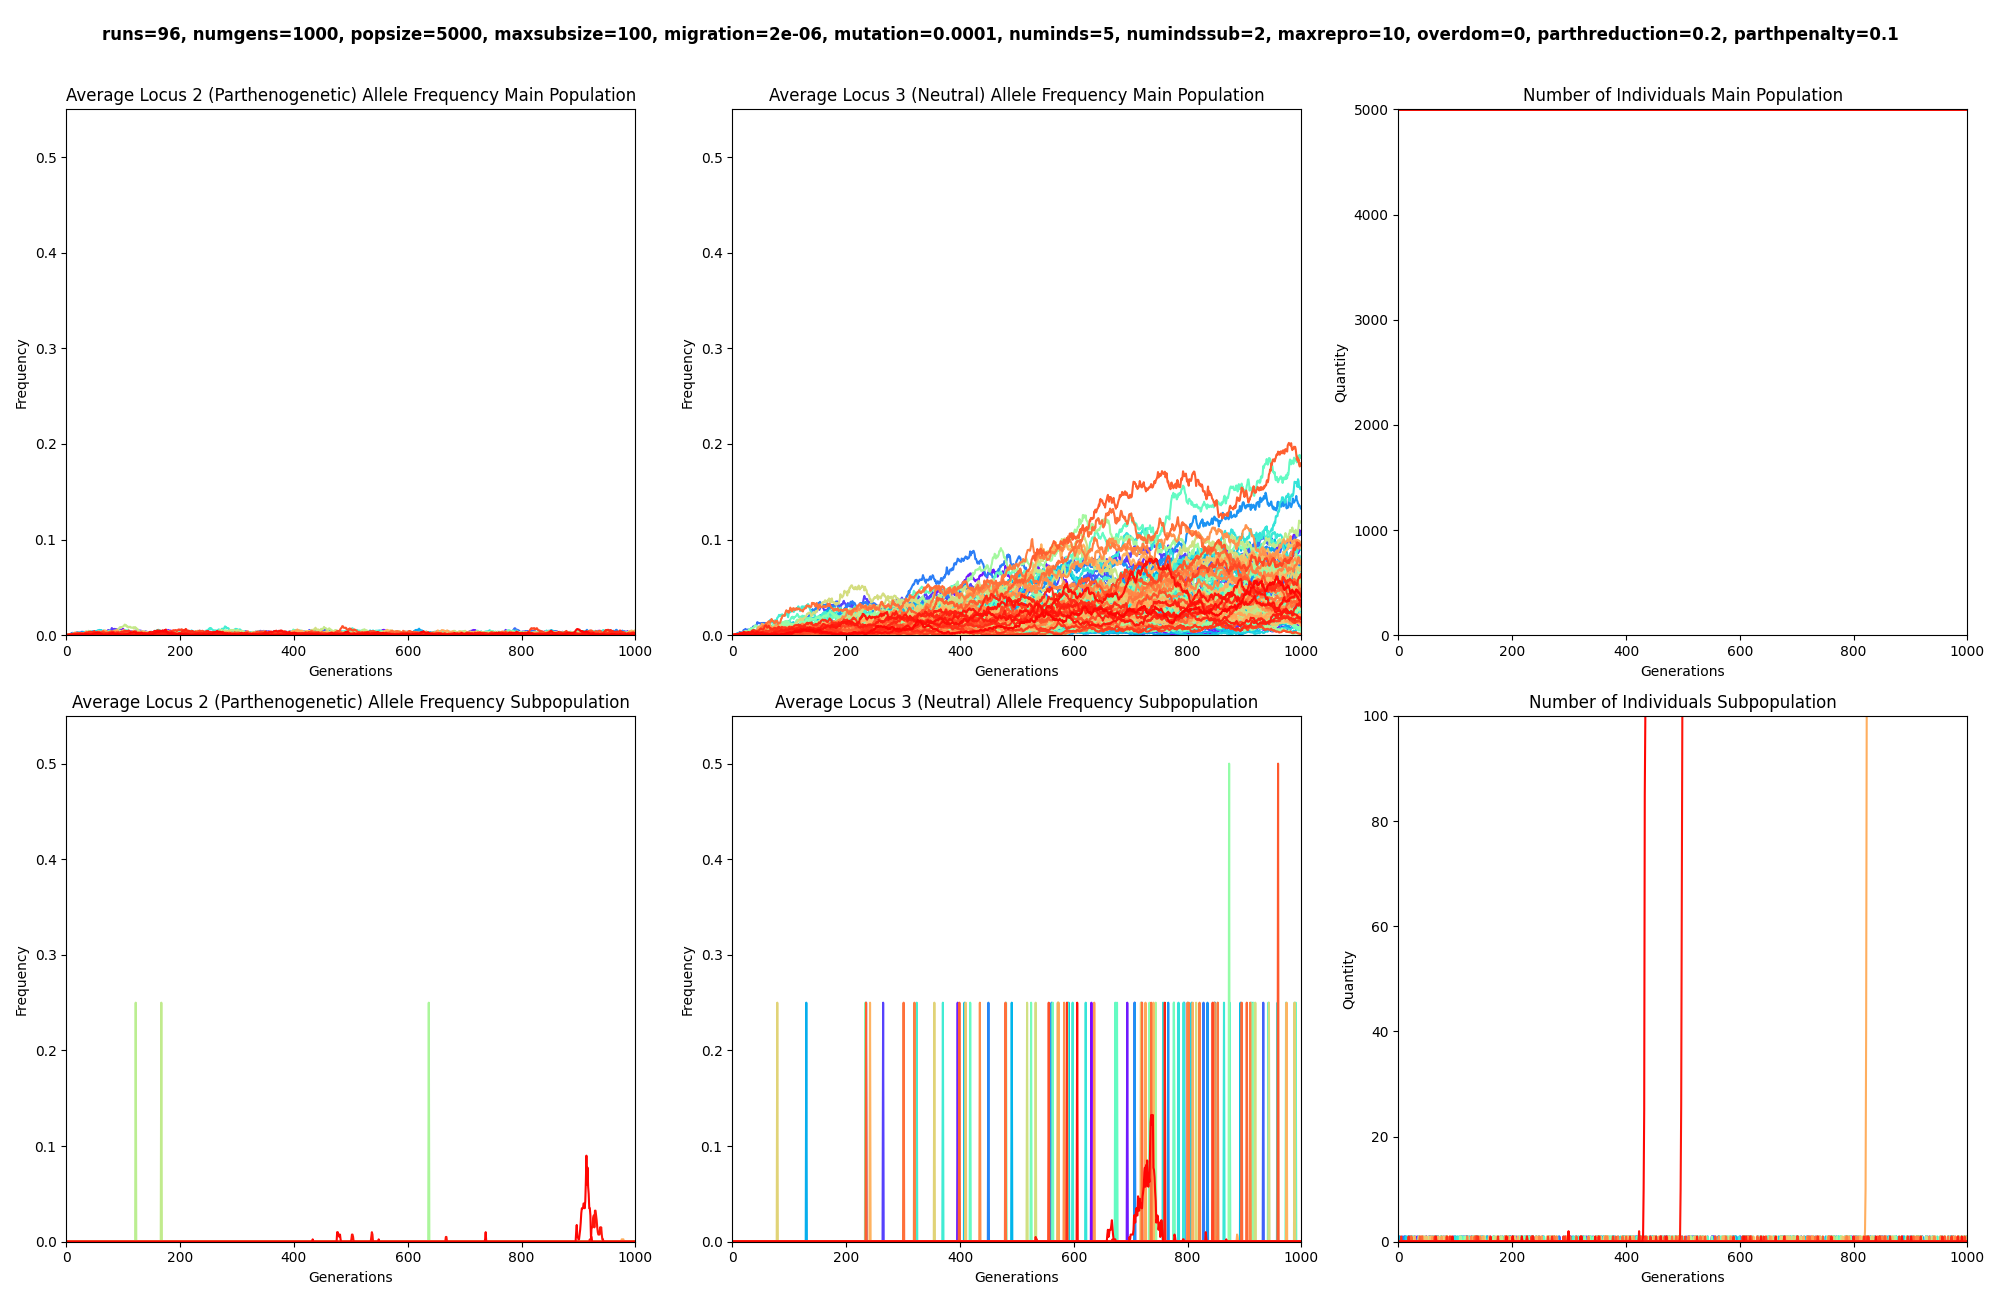 runs=96, numgens=1000, popsize=5000, maxsubsize=100, migration=2e-06, mutation=0.0001, numinds=5, numindssub=2, maxrepro=10, overdom=0, parthreduction=0.2, parthpenalty=0.1
Average Locus 2 (Parthenogenetic) Allele Frequency Main Population
0.5
0.4
0.3
0.2
0.1
0.0
Frequency
0 200 400 600 800 1000
Generations
Average Locus 3 (Neutral) Allele Frequency Main Population
0.5
0.4
0.3
0.2
0.1
0.0
Frequency
0 200 400 600 800 1000
Generations
Number of Individuals Main Population
5000
4000
3000
2000
1000
0
Quantity
0 200 400 600 800 1000
Generations
Average Locus 2 (Parthenogenetic) Allele Frequency Subpopulation
0.5
0.4
0.3
0.2
0.1
0.0
Frequency
0 200 400 600 800 1000
Generations
Average Locus 3 (Neutral) Allele Frequency Subpopulation
0.5
0.4
0.3
0.2
0.1
0.0
Frequency
0 200 400 600 800 1000
Generations
Number of Individuals Subpopulation
100
80
60
40
20
0
Quantity
0 200 400 600 800 1000
Generations